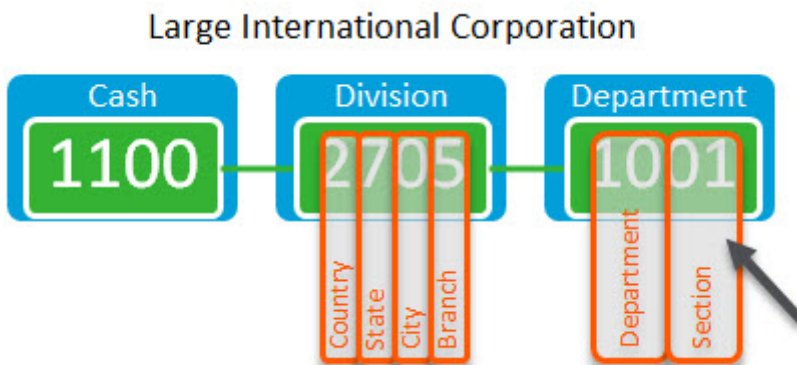 Large International Corporation
Cash Division Department
1100 2705 1001
Country State City Branch Department Section